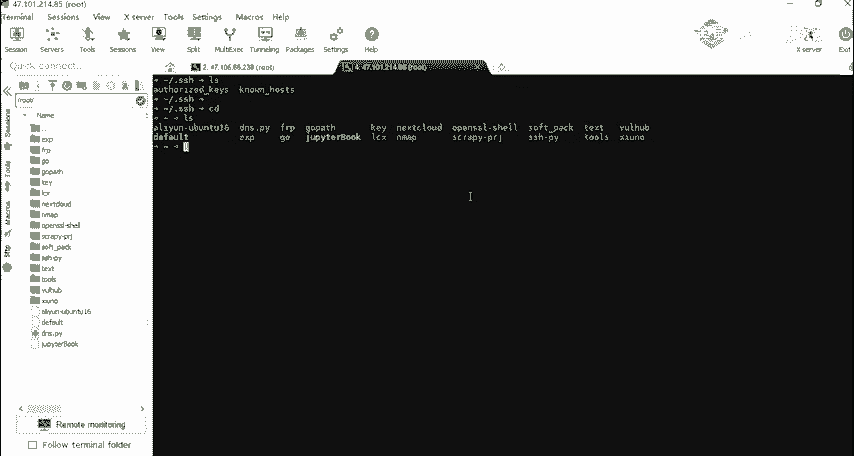 47.101.214.85 (root)
Terminal Sessions View X server Tools Settings Macros Help
Session Servers Tools Sessions View Split MultiExec Tunneling Packages Settings Help X server Exit
Quick connect...
2. 47.106.86.239 (root)
4. 47.101.214.85 (root)
/root/
Name
..
exp
frp
go
gopath
key
lcx
nextcloud
nmap
openssl-shell
scrapy-prj
soft_pack
ssh-py
text
tools
vulhub
xiuno
aliyun-ubuntu16
default
dns.py
jupyterBook
Sessions
Tools
Macros
Sftp
Remote monitoring
Follow terminal folder
➜ ~/.ssh ➜ ls
authorized_keys known_hosts
➜ ~/.ssh ➜
➜ ~/.ssh ➜ cd
➜ ~ ➜ ls
aliyun-ubuntu16 dns.py frp gopath key nextcloud openssl-shell soft_pack text vulhub
default exp go jupyterBook lcx nmap scrapy-prj ssh-py tools xiuno
➜ ~ ➜